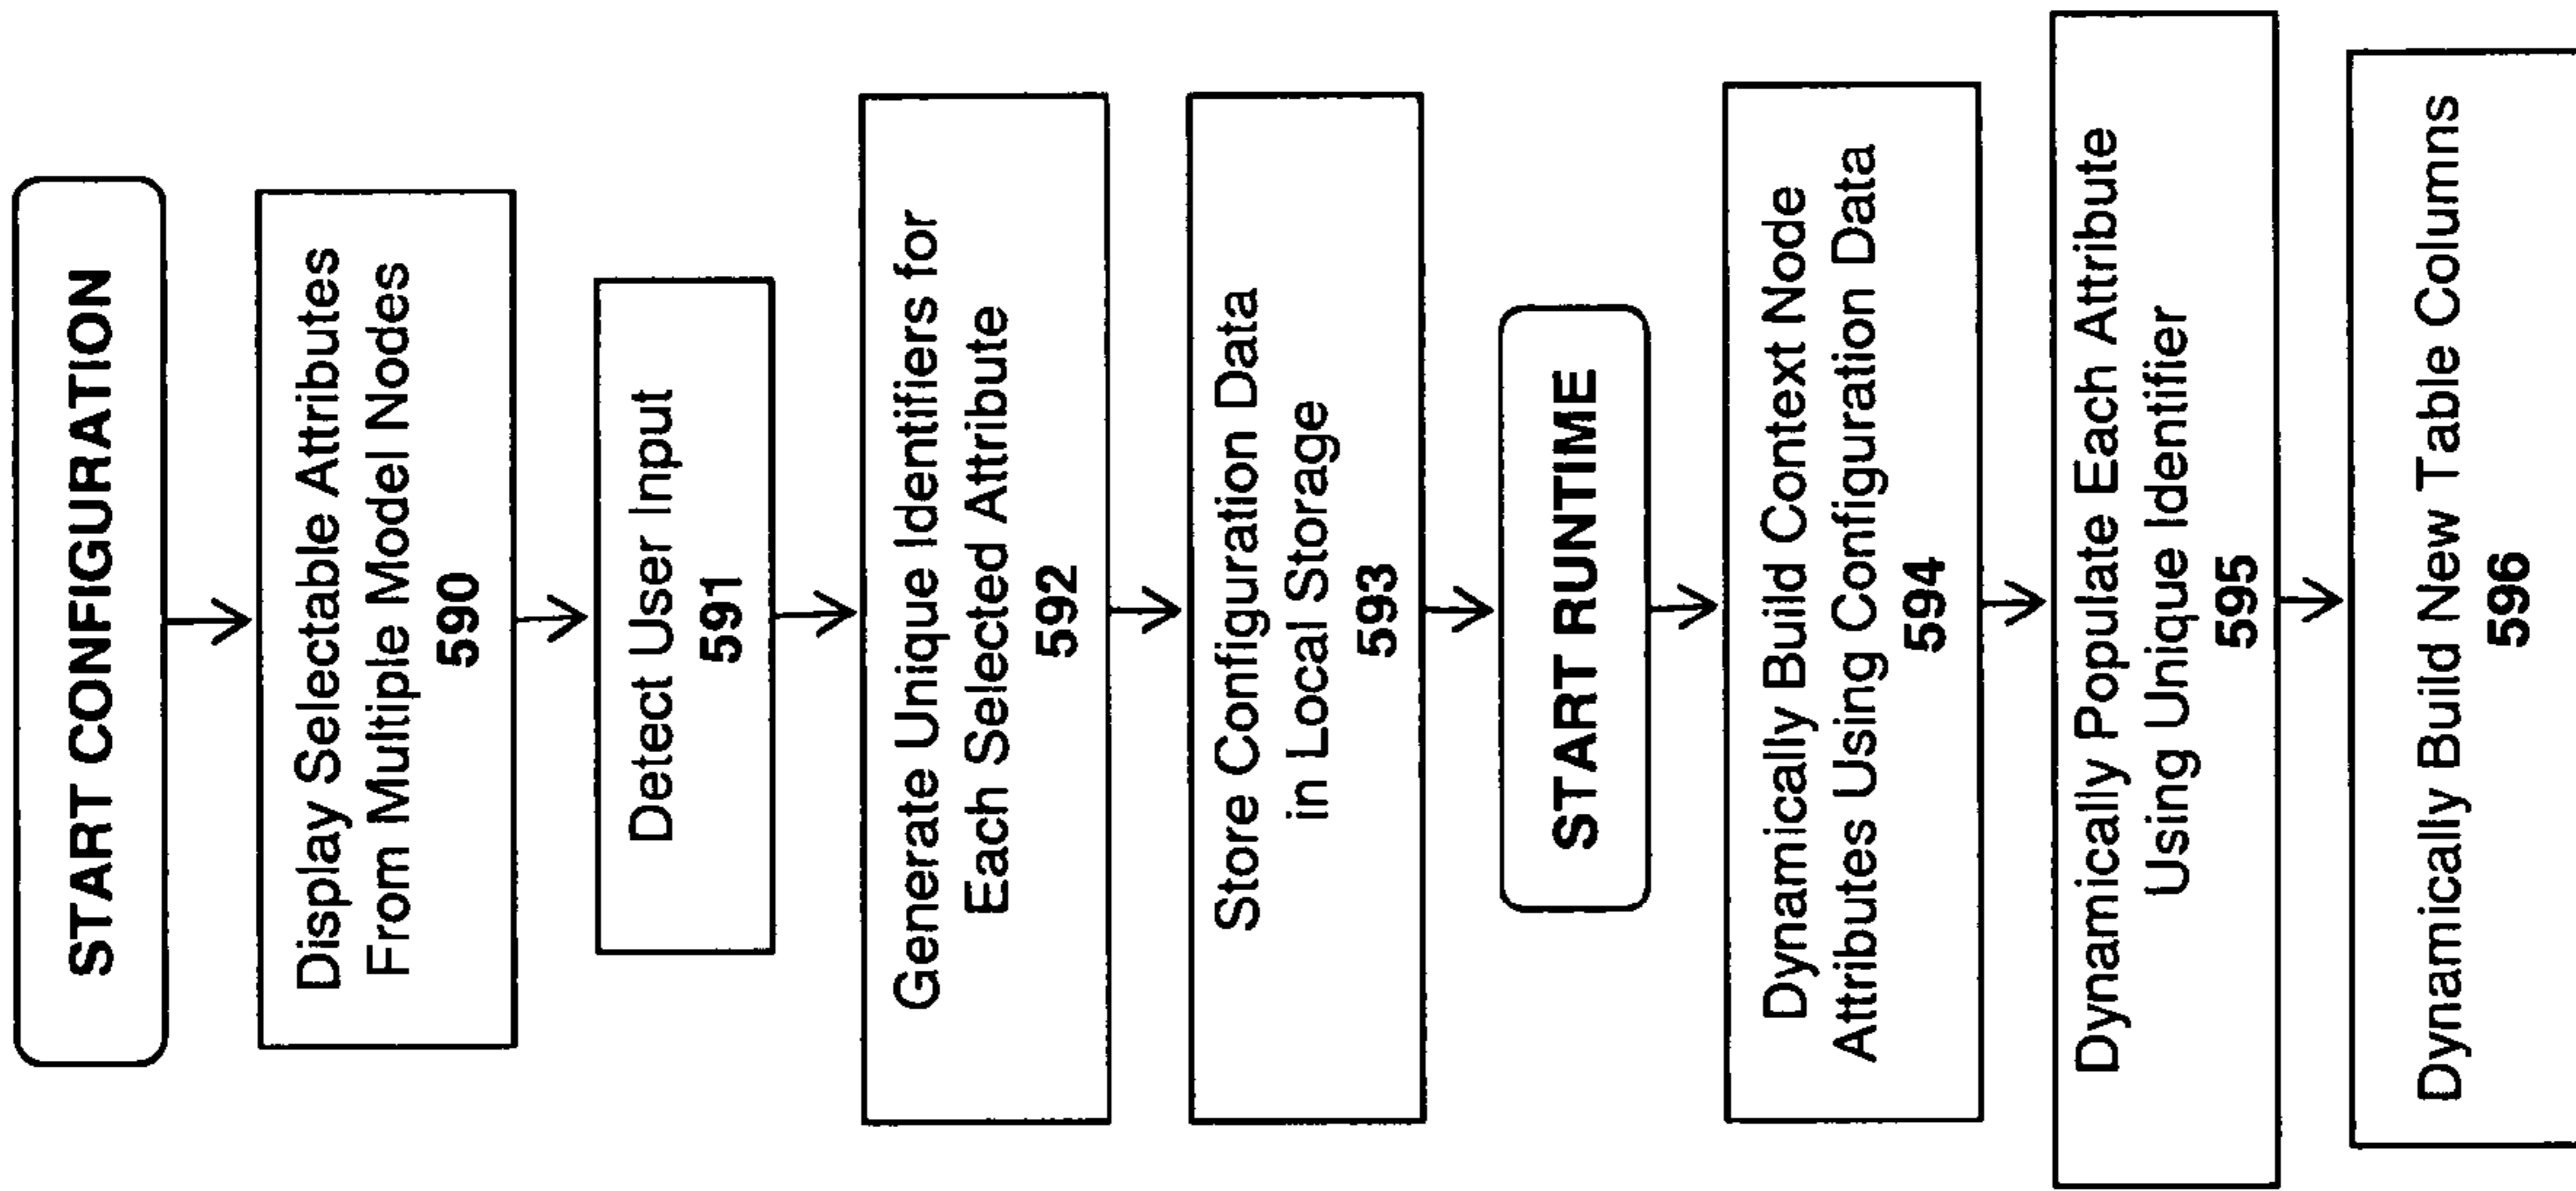 START CONFIGURATION
Display Selectable Attributes
From Multiple Model Nodes
590
Detect User Input
591
Generate Unique Identifiers for
Each Selected Attribute
592
Store Configuration Data
in Local Storage
593
START RUNTIME
Dynamically Build Context Node
Attributes Using Configuration Data
594
Dynamically Populate Each Attribute
Using Unique Identifier
595
Dynamically Build New Table Columns
596